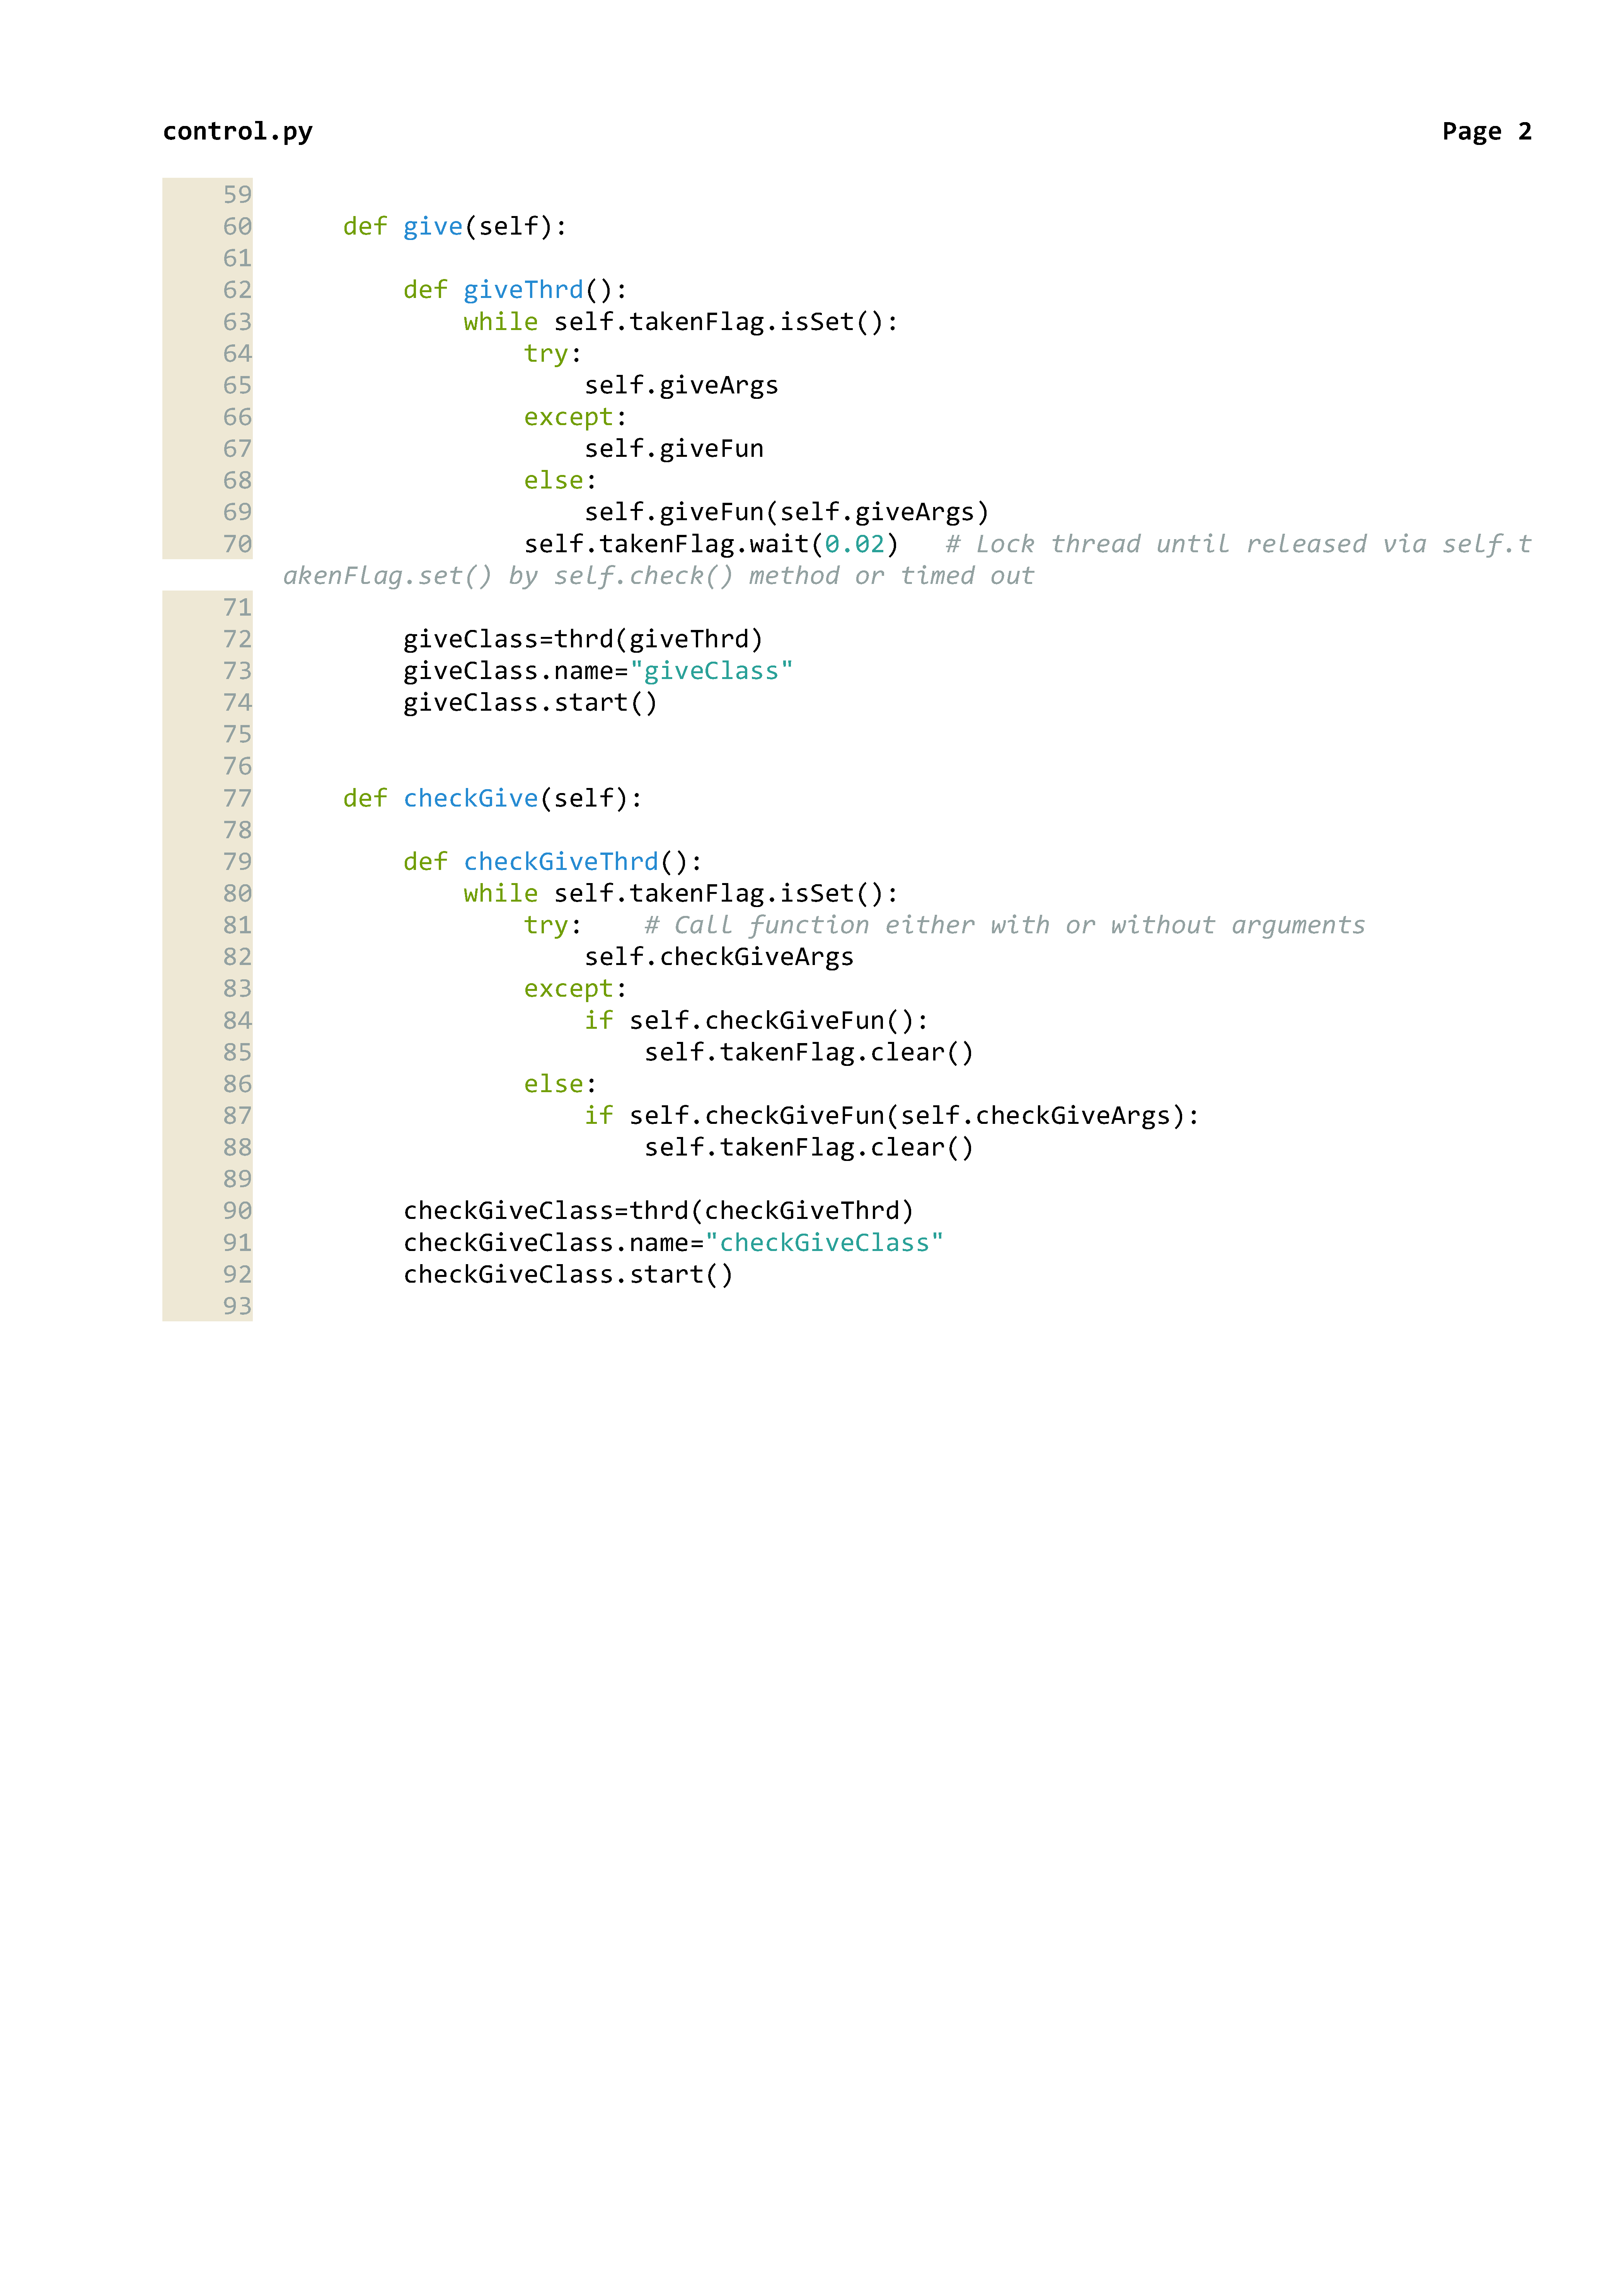 control.py Page 2
59
60 def give(self):
61
62 def giveThrd():
63 while self.takenFlag.isSet():
64 try:
65 self.giveArgs
66 except:
67 self.giveFun
68 else:
69 self.giveFun(self.giveArgs)
70 self.takenFlag.wait(0.02) # Lock thread until released via self.t
akenFlag.set() by self.check() method or timed out
71
72 giveClass=thrd(giveThrd)
73 giveClass.name="giveClass"
74 giveClass.start()
75
76
77 def checkGive(self):
78
79 def checkGiveThrd():
80 while self.takenFlag.isSet():
81 try: # Call function either with or without arguments
82 self.checkGiveArgs
83 except:
84 if self.checkGiveFun():
85 self.takenFlag.clear()
86 else:
87 if self.checkGiveFun(self.checkGiveArgs):
88 self.takenFlag.clear()
89
90 checkGiveClass=thrd(checkGiveThrd)
91 checkGiveClass.name="checkGiveClass"
92 checkGiveClass.start()
93